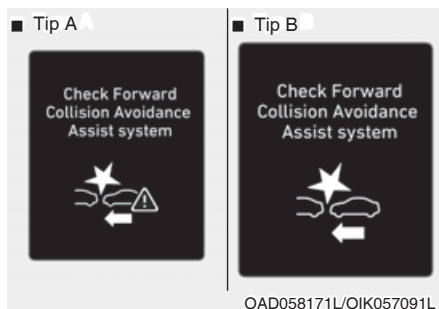 ■ Tip A
Check Forward
Collision Avoidance
Assist system
■ Tip B
Check Forward
Collision Avoidance
Assist system
OAD058171L/OIK057091L